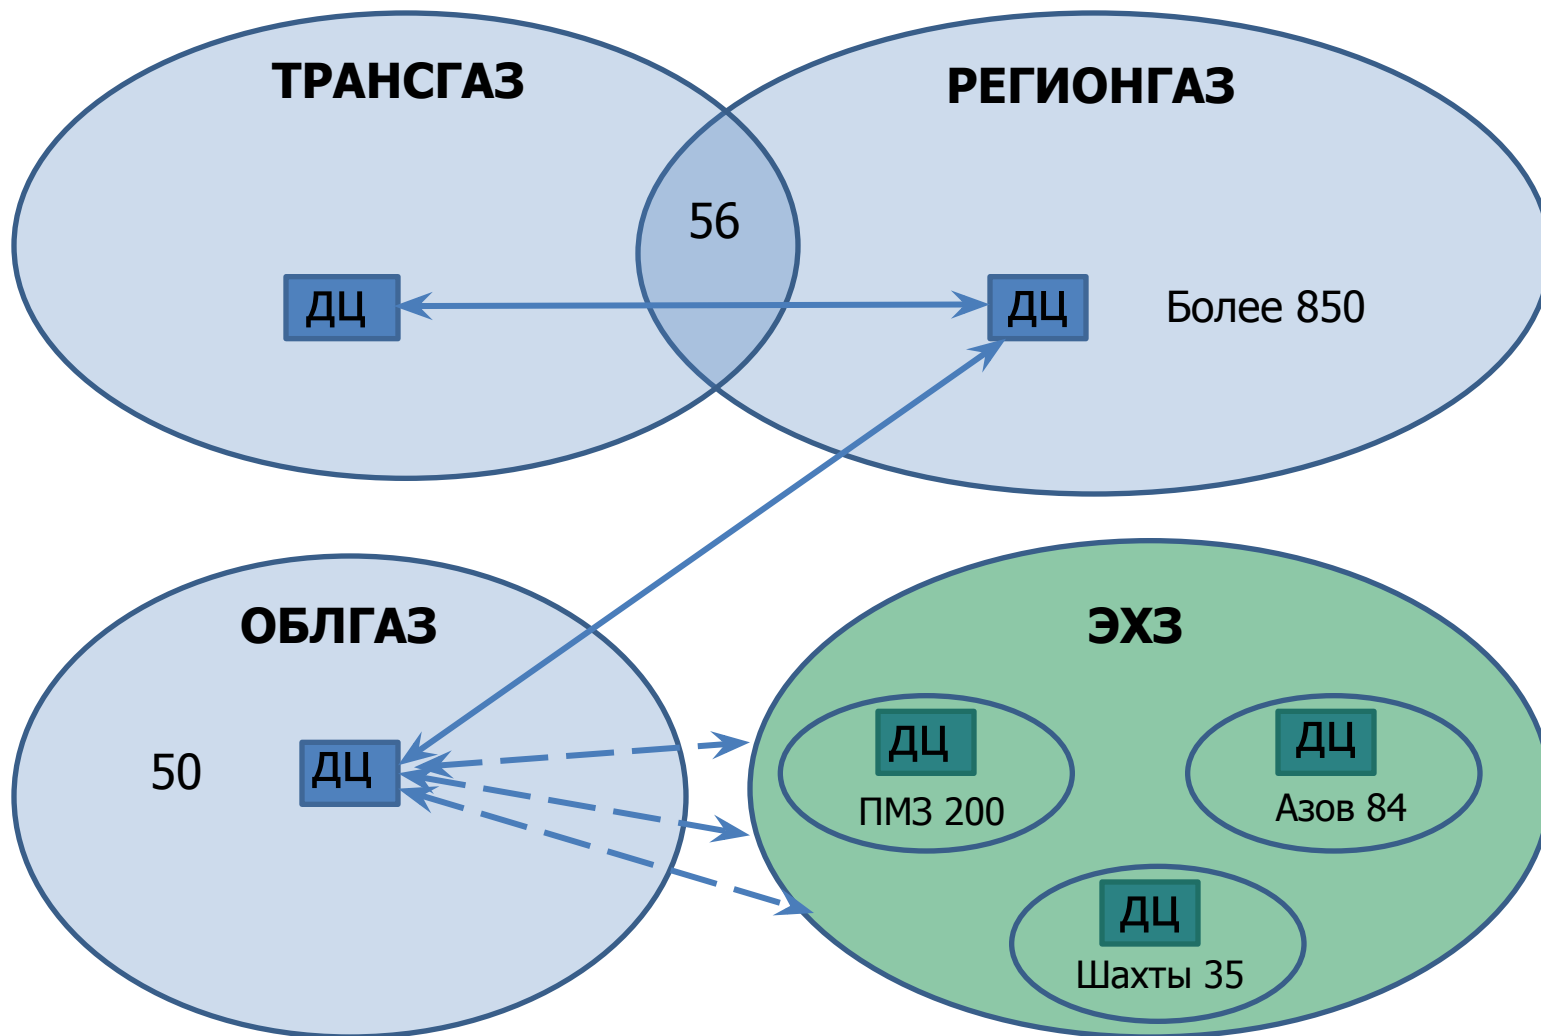 ТРАНСГАЗ
РЕГИОНГАЗ
56
ДЦ
ДЦ
Более 850
ОБЛГАЗ
ЭХЗ
50
ДЦ
ДЦ
ПМЗ 200
ДЦ
Азов 84
ДЦ
Шахты 35